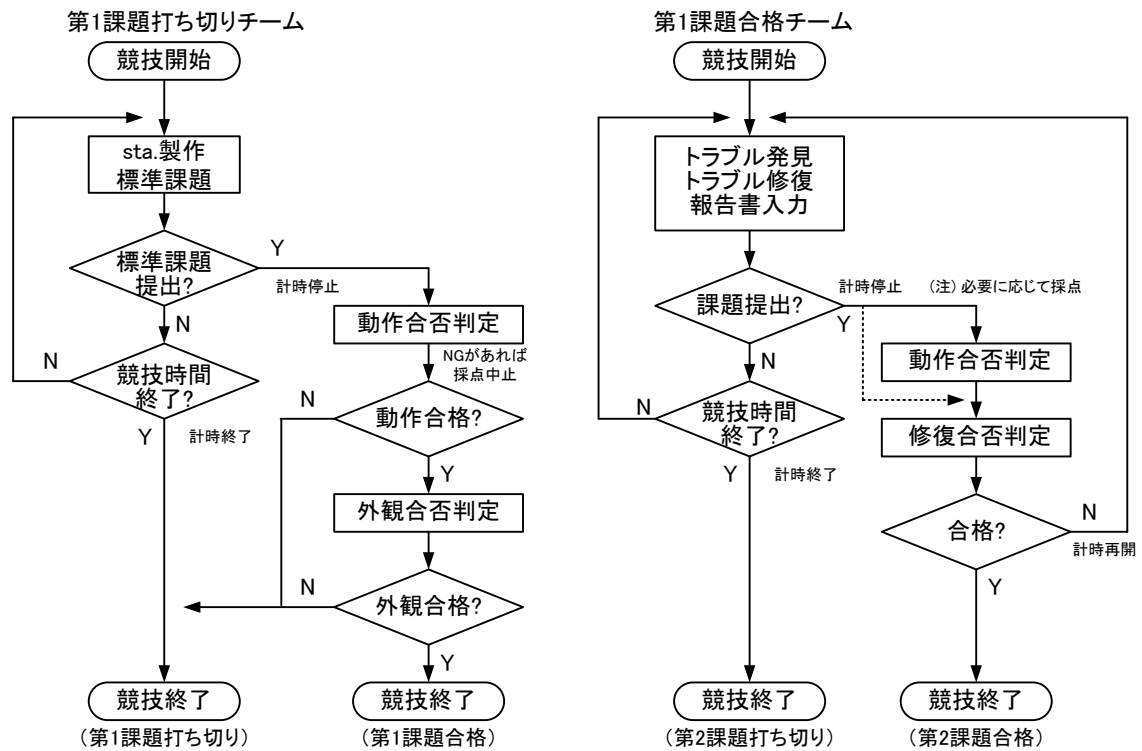 第1課題打ち切りチーム
競技開始
sta.製作
標準課題
標準課題
提出?
Y
計時停止
N
競技時間
終了?
N
Y
計時終了
動作合否判定
NGがあれば
採点中止
動作合格?
N
Y
外観合否判定
外観合格?
N
Y
競技終了
(第1課題打ち切り)
競技終了
(第1課題合格)
第1課題合格チーム
競技開始
トラブル発見
トラブル修復
報告書入力
課題提出?
計時停止
Y
(注)必要に応じて採点
N
競技時間
終了?
N
Y
計時終了
動作合否判定
修復合否判定
合格?
N
計時再開
Y
競技終了
(第2課題打ち切り)
競技終了
(第2課題合格)